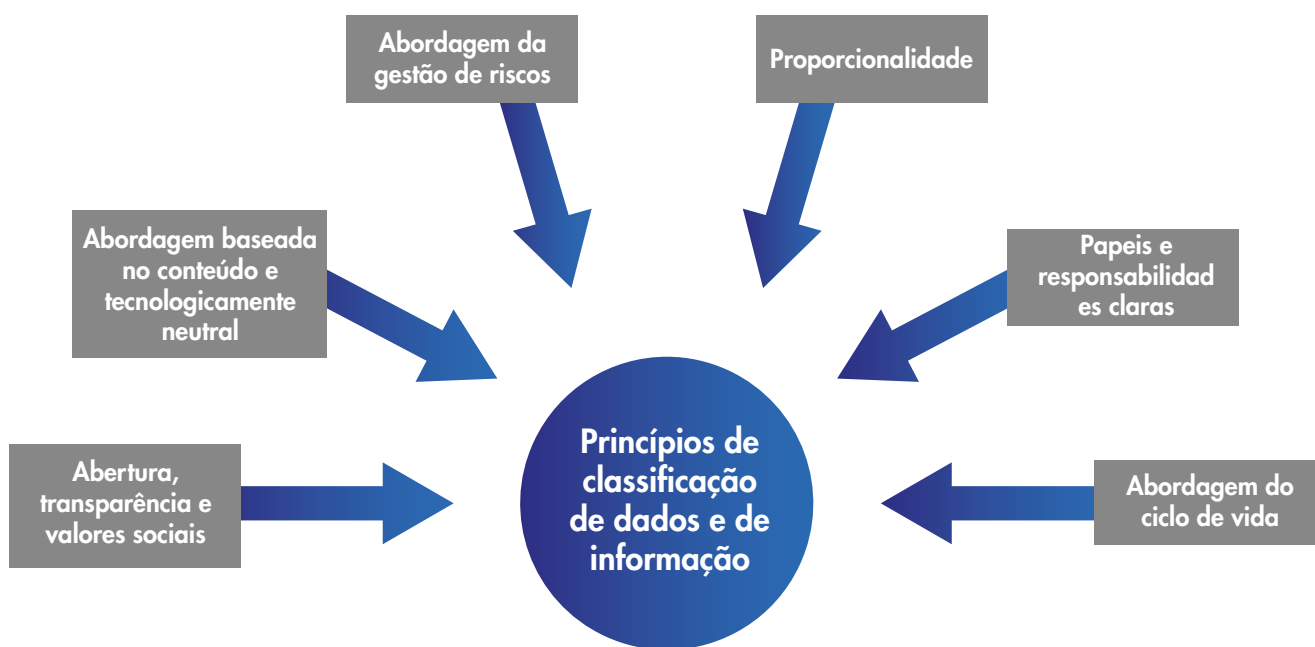 Abordagem da
gestão de riscos
Proporcionalidade
Abordagem baseada
no conteúdo e
tecnologicamente
neutral
Papeis e
responsabilidad
es claras
Abertura,
transparência e
valores sociais
Princípios de
classificação
de dados e de
informação
Abordagem do
ciclo de vida